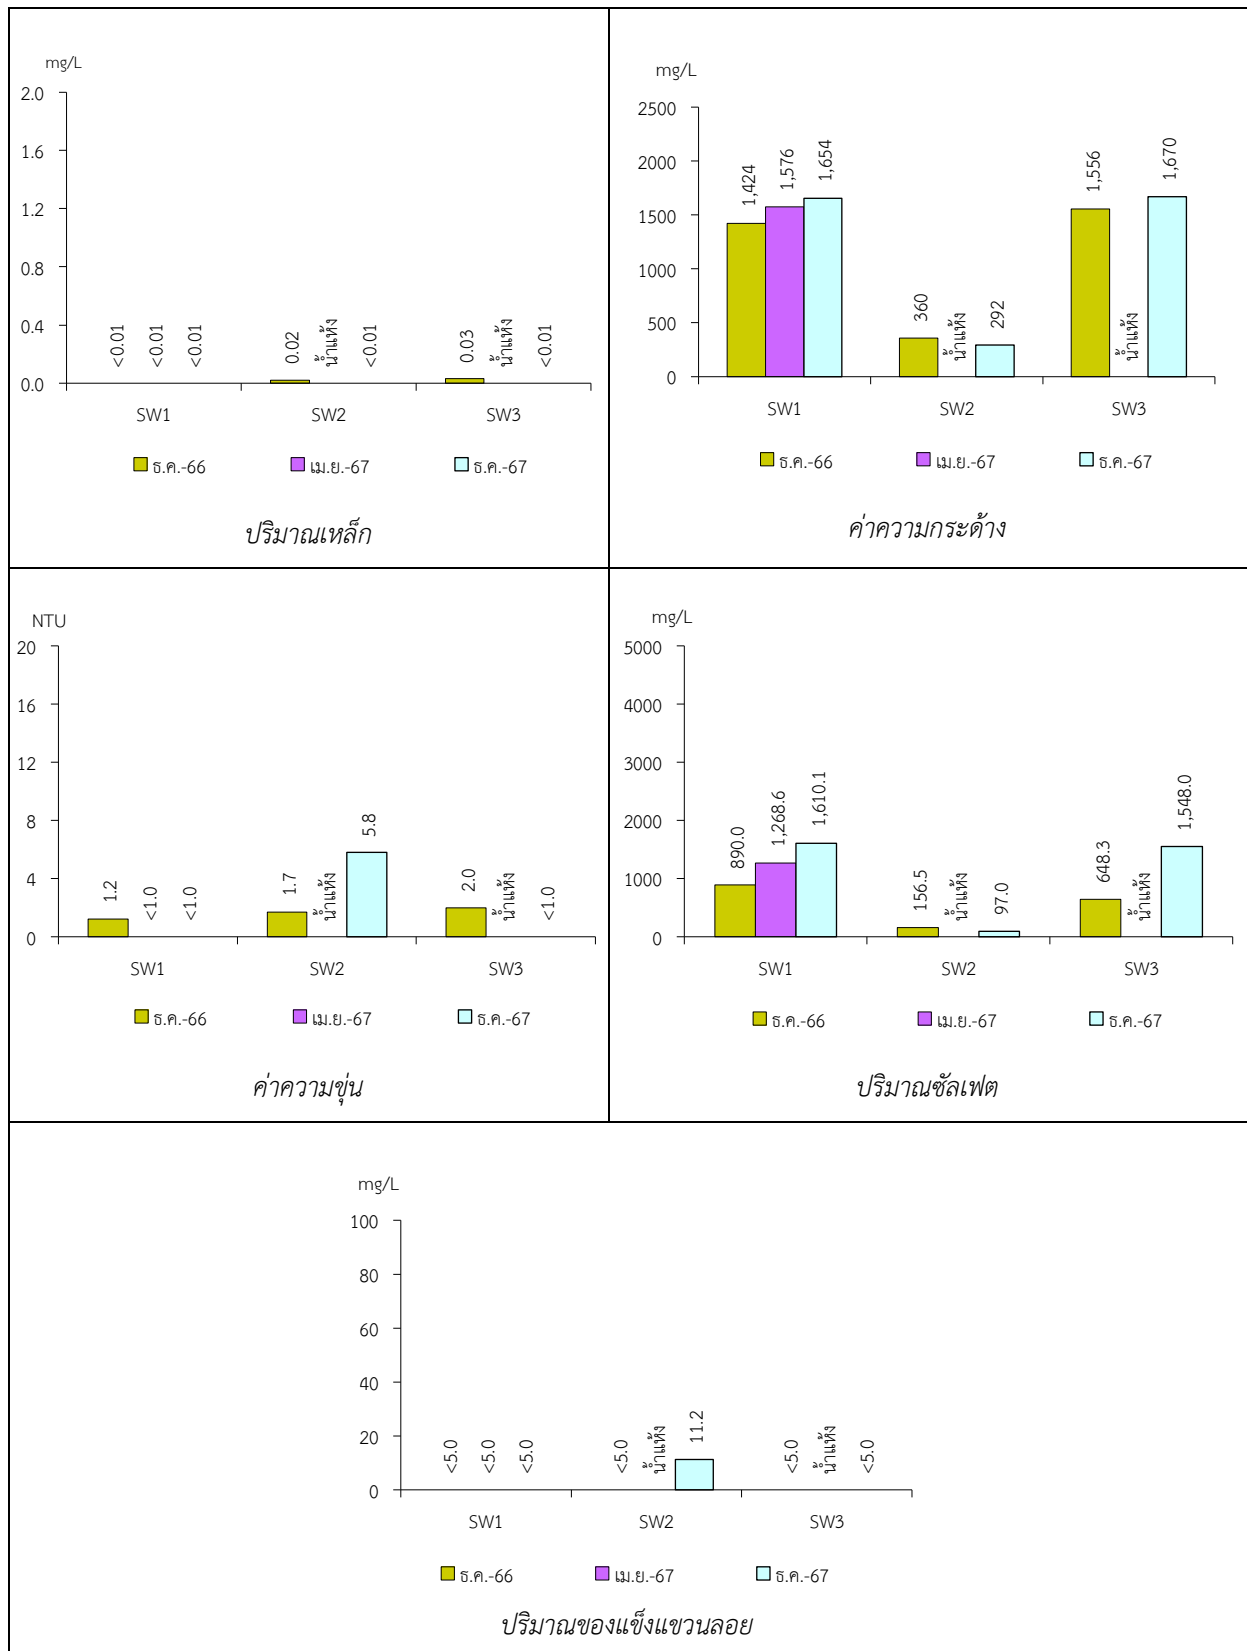 mg/L
2.0
1.6
1.2
0.8
0.4
0.0
<0.01 <0.01 <0.01 0.02 น้ำแห้ง <0.01 0.03 น้ำแห้ง <0.01
SW1 SW2 SW3
ธ.ค.-66 เม.ย.-67 ธ.ค.-67
ปริมาณเหล็ก
mg/L
2500
2000
1500
1000
500
0
1,424 1,576 1,654 360 น้ำแห้ง 292 1,556 น้ำแห้ง 1,670
SW1 SW2 SW3
ธ.ค.-66 เม.ย.-67 ธ.ค.-67
ค่าความกระด้าง
NTU
20
16
12
8
4
0
1.2 <1.0 <1.0 1.7 น้ำแห้ง 5.8 2.0 น้ำแห้ง <1.0
SW1 SW2 SW3
ธ.ค.-66 เม.ย.-67 ธ.ค.-67
ค่าความขุ่น
mg/L
5000
4000
3000
2000
1000
0
890.0 1,268.6 1,610.1 156.5 น้ำแห้ง 97.0 648.3 น้ำแห้ง 1,548.0
SW1 SW2 SW3
ธ.ค.-66 เม.ย.-67 ธ.ค.-67
ปริมาณซัลเฟต
mg/L
100
80
60
40
20
0
<5.0 <5.0 <5.0 <5.0 น้ำแห้ง 11.2 <5.0 น้ำแห้ง <5.0
SW1 SW2 SW3
ธ.ค.-66 เม.ย.-67 ธ.ค.-67
ปริมาณของแข็งแขวนลอย